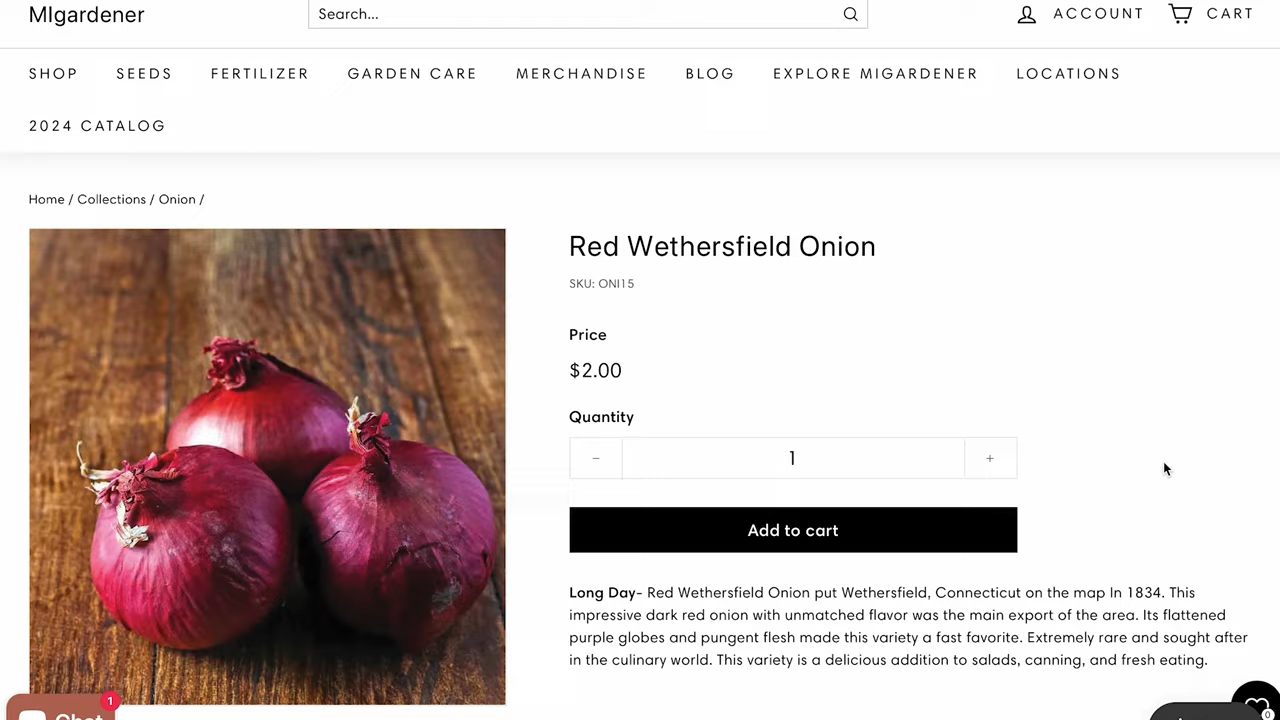 MIgardener
Search...
ACCOUNT
CART
SHOP SEEDS FERTILIZER GARDEN CARE MERCHANDISE BLOG EXPLORE MIGARDENER LOCATIONS
2024 CATALOG
Home / Collections / Onion /
Red Wethersfield Onion
SKU: ONI15
Price
$2.00
Quantity
− 1 +
Add to cart
Long Day- Red Wethersfield Onion put Wethersfield, Connecticut on the map In 1834. This
impressive dark red onion with unmatched flavor was the main export of the area. Its flattened
purple globes and pungent flesh made this variety a fast favorite. Extremely rare and sought after
in the culinary world. This variety is a delicious addition to salads, canning, and fresh eating.
1
Chat
0